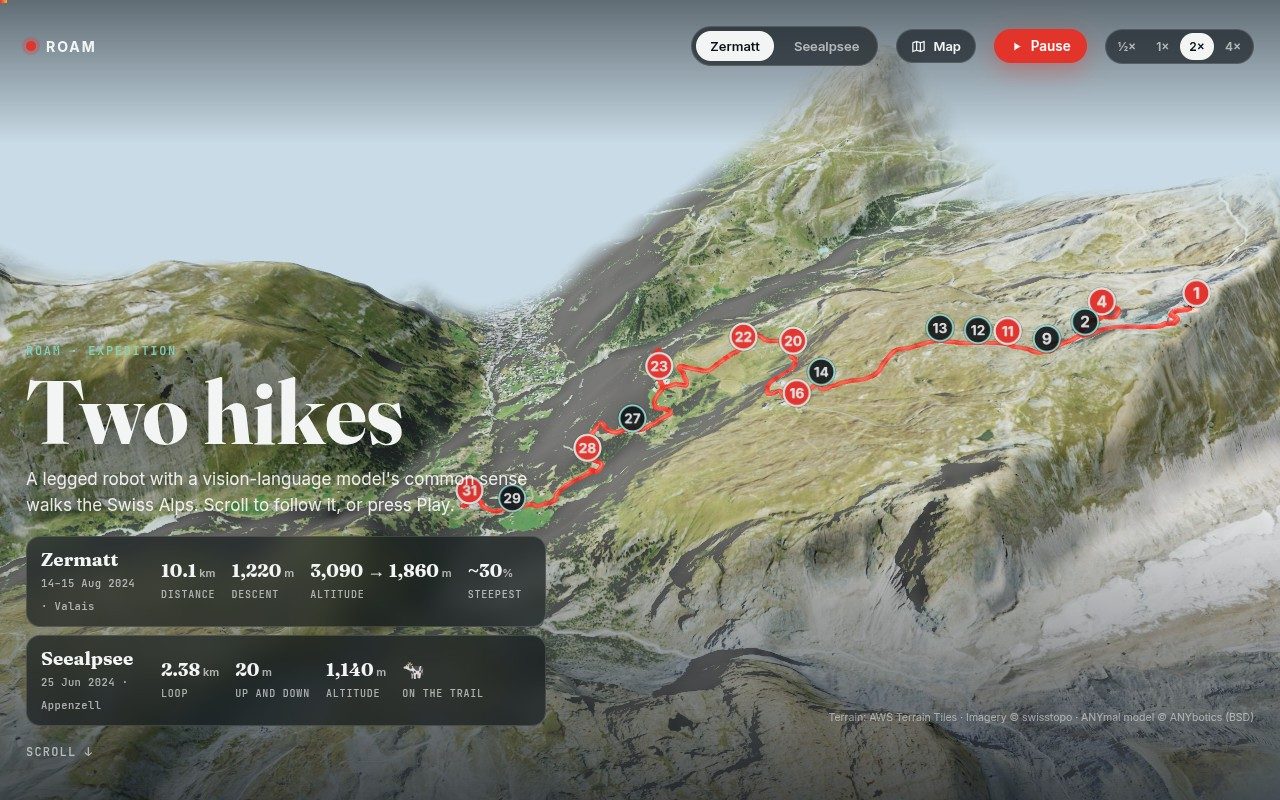 ROAM
Zermatt
Seealpsee
Map
Pause
½×
1×
2×
4×
1
4
2
9
11
12
13
14
16
20
22
23
27
28
29
31
ROAM · EXPEDITION
Two hikes
A legged robot with a vision-language model's common sense
walks the Swiss Alps. Scroll to follow it, or press Play.
Zermatt
14–15 Aug 2024
· Valais
10.1 km
DISTANCE
1,220 m
DESCENT
3,090 → 1,860 m
ALTITUDE
~30%
STEEPEST
Seealpsee
25 Jun 2024 ·
Appenzell
2.38 km
LOOP
20 m
UP AND DOWN
1,140 m
ALTITUDE
ON THE TRAIL
Terrain: AWS Terrain Tiles · Imagery © swisstopo · ANYmal model © ANYbotics (BSD)
SCROLL ↓